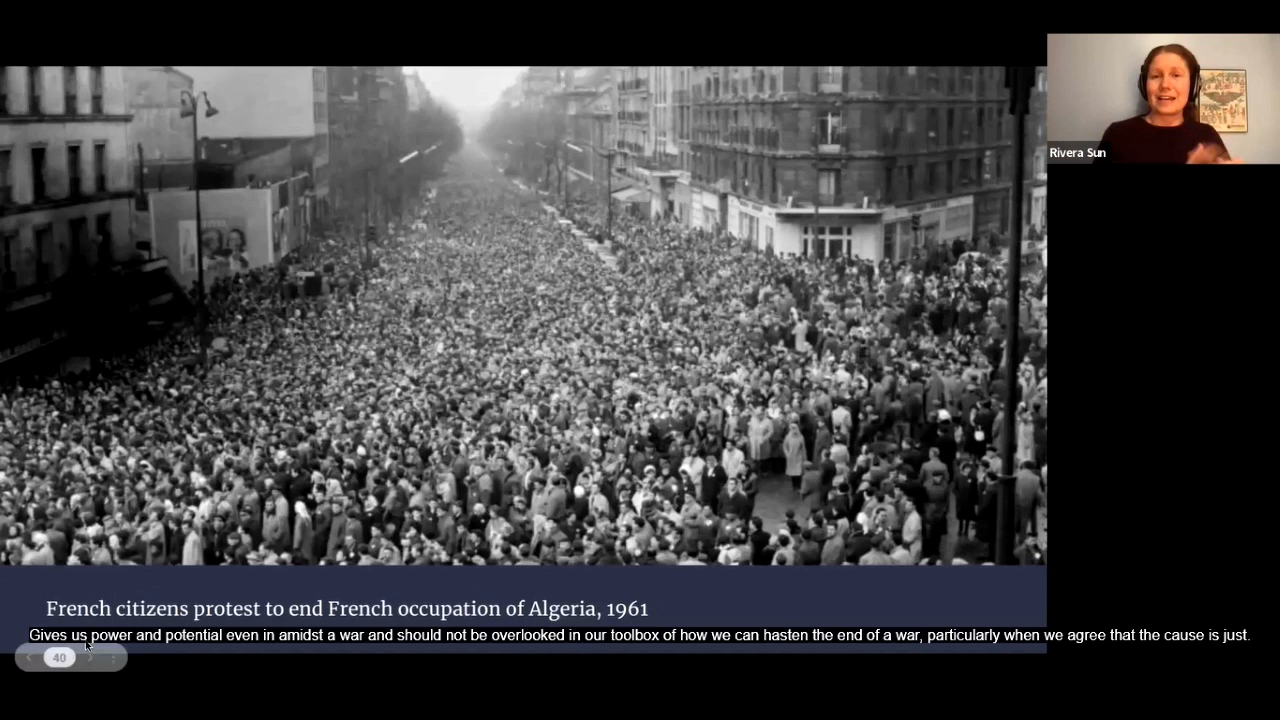 Rivera Sun
French citizens protest to end French occupation of Algeria, 1961
Gives us power and potential even in amidst a war and should not be overlooked in our toolbox of how we can hasten the end of a war, particularly when we agree that the cause is just.
40